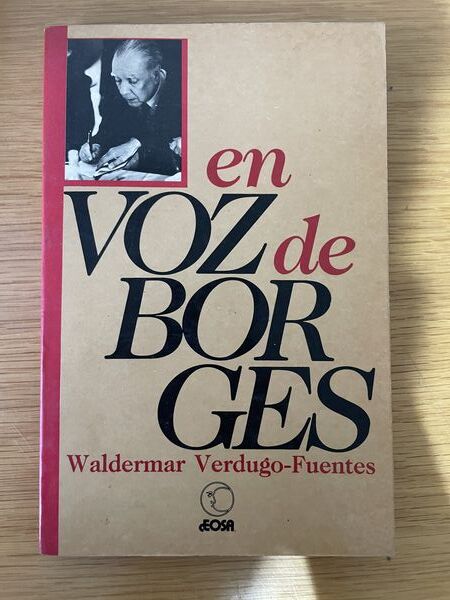 en
VOZ de
BOR
GES
Waldermar Verdugo-Fuentes
EOSA